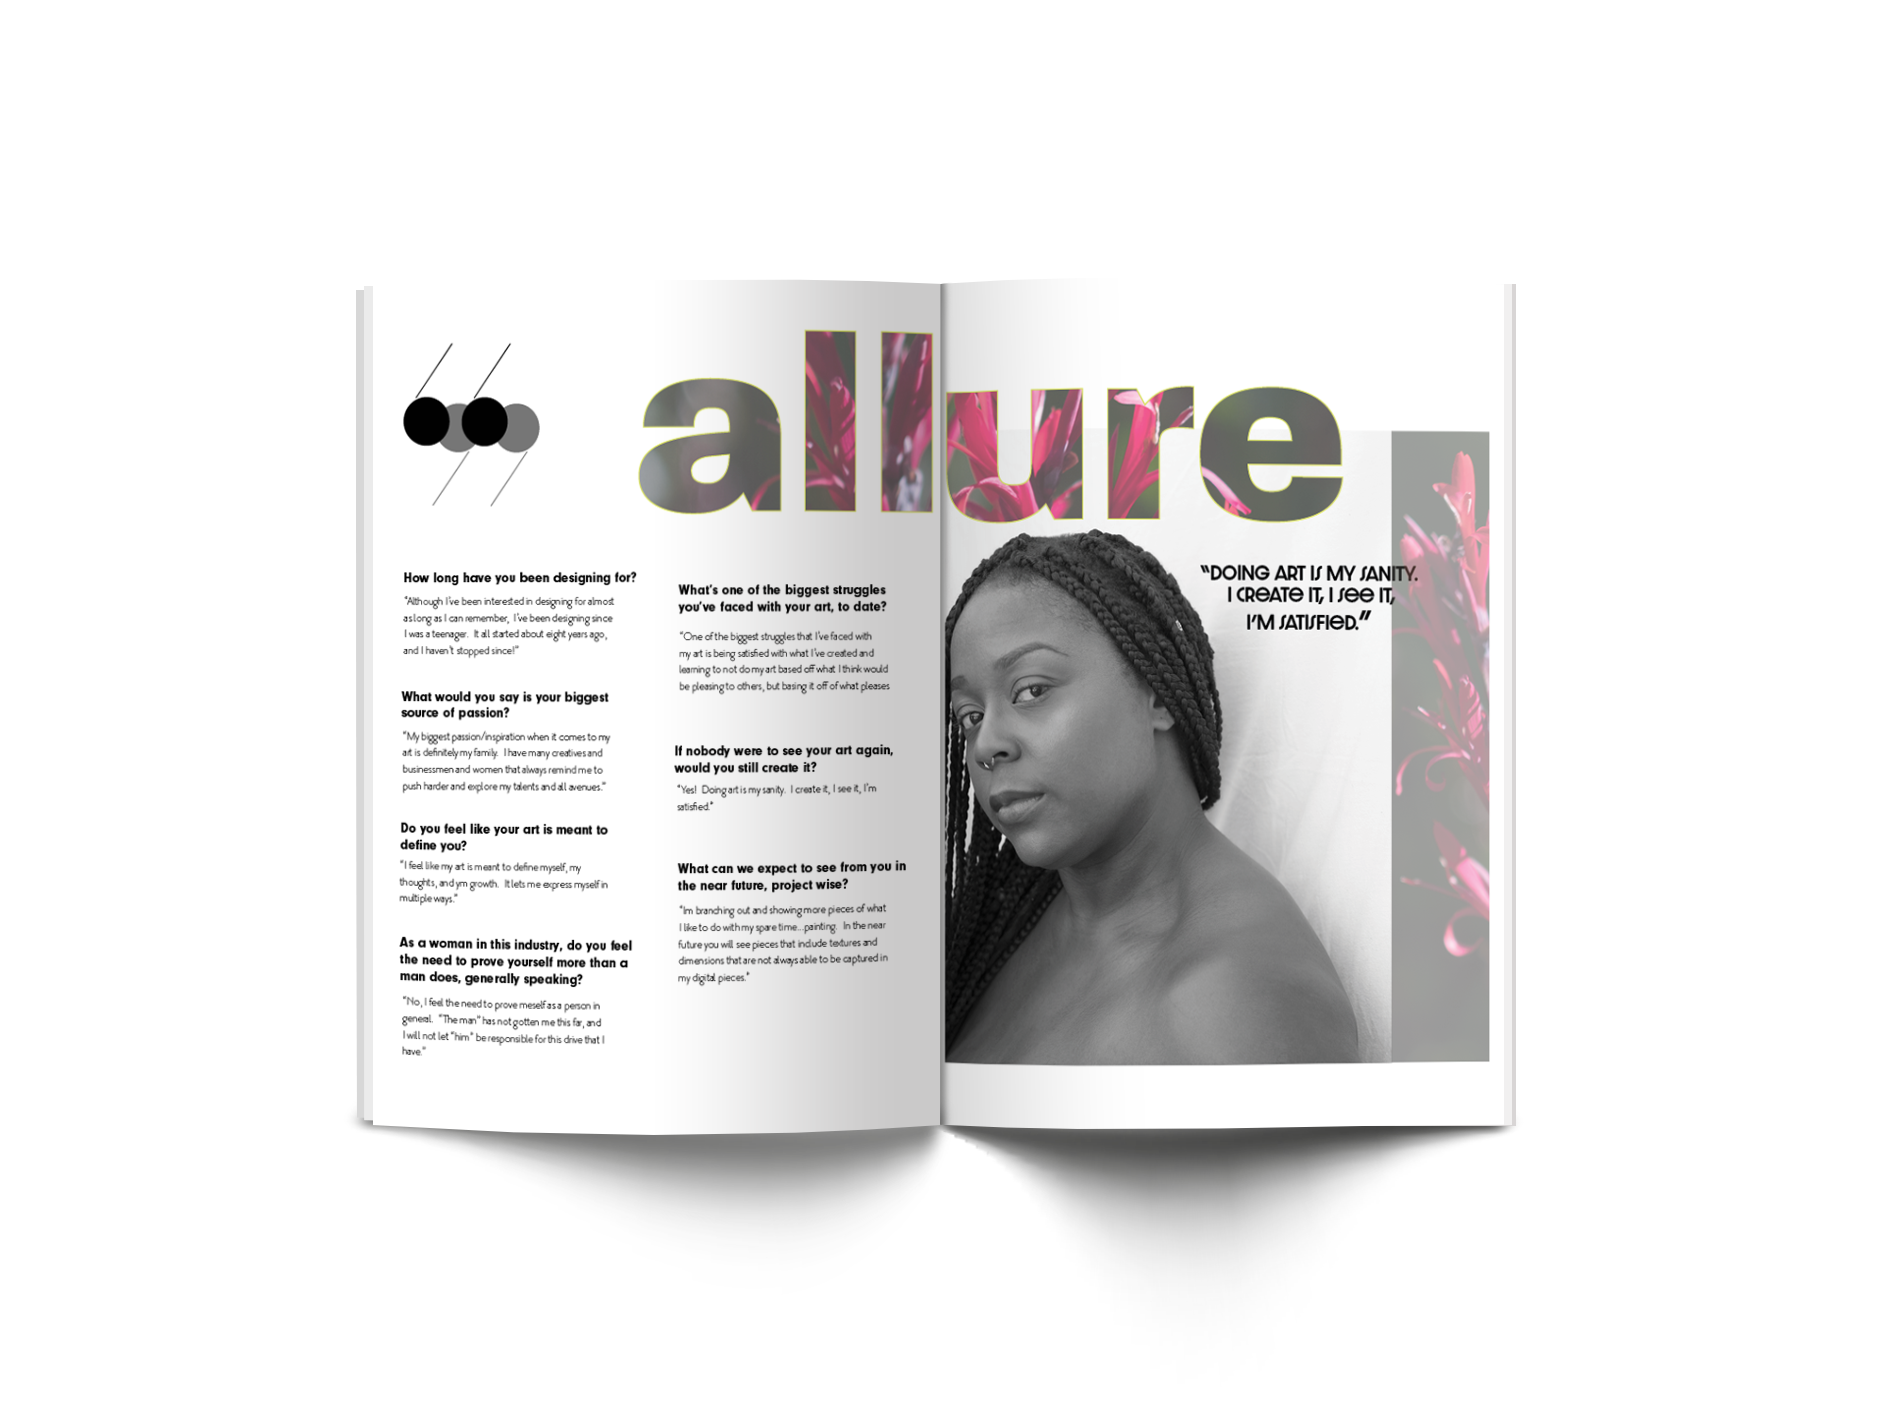 allure
How long have you been designing for?
"Although I've been interested in designing for almost
as long as I can remember, I've been designing since
I was a teenager. It all started about eight years ago,
and I haven't stopped since!"
What would you say is your biggest
source of passion?
"My biggest passion/inspiration when it comes to my
art is definitely my family. I have many creatives and
businessmen and women that always remind me to
push harder and explore my talents and all avenues."
Do you feel like your art is meant to
define you?
"I feel like my art is meant to define myself, my
thoughts, and ym growth. It lets me express myself in
multiple ways."
As a woman in this industry, do you feel
the need to prove yourself more than a
man does, generally speaking?
"No, I feel the need to prove meself as a person in
general. "The man" has not gotten me this far, and
I will not let "him" be responsible for this drive that I
have."
What's one of the biggest struggles
you've faced with your art, to date?
"One of the biggest struggles that I've faced with
my art is being satisfied with what I've created and
learning to not do my art based off what I think would
be pleasing to others, but basing it off of what pleases
If nobody were to see your art again,
would you still create it?
"Yes! Doing art is my sanity. I create it, I see it, I'm
satisfied."
What can we expect to see from you in
the near future, project wise?
"Im branching out and showing more pieces of what
I like to do with my spare time...painting. In the near
future you will see pieces that include textures and
dimensions that are not always able to be captured in
my digital pieces."
"DOING ART IS MY SANITY.
I CREATE IT, I SEE IT,
I'M SATISFIED."